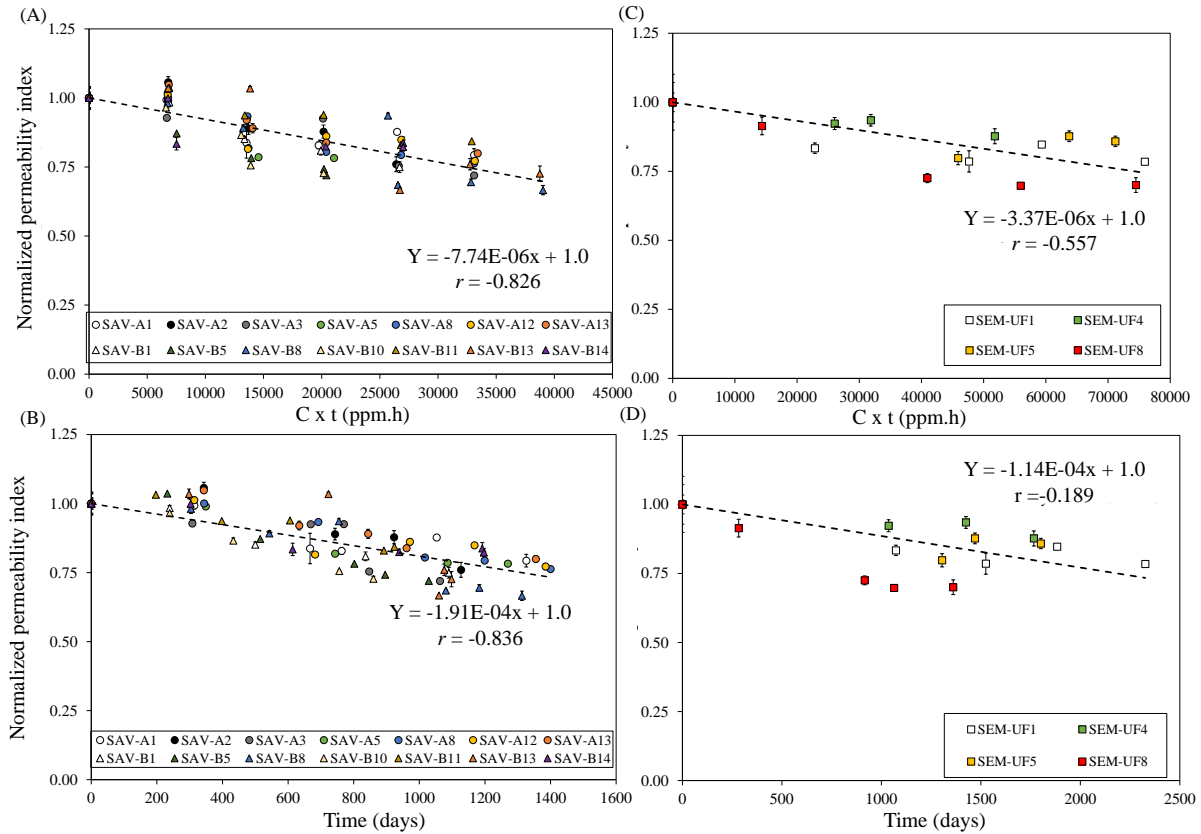 (A)
Normalized permeability index
1.25
1.00
0.75
0.50
0.25
0.00
Y = -7.74E-06x + 1.0
r = -0.826
SAV-A1 SAV-A2 SAV-A3 SAV-A5 SAV-A8 SAV-A12 SAV-A13
SAV-B1 SAV-B5 SAV-B8 SAV-B10 SAV-B11 SAV-B13 SAV-B14
0 5000 10000 15000 20000 25000 30000 35000 40000 45000
C x t (ppm.h)
(C)
1.25
1.00
0.75
0.50
0.25
0.00
Y = -3.37E-06x + 1.0
r = -0.557
SEM-UF1 SEM-UF4
SEM-UF5 SEM-UF8
0 10000 20000 30000 40000 50000 60000 70000 80000
C x t (ppm.h)
(B)
Normalized permeability index
1.25
1.00
0.75
0.50
0.25
0.00
Y = -1.91E-04x + 1.0
r = -0.836
SAV-A1 SAV-A2 SAV-A3 SAV-A5 SAV-A8 SAV-A12 SAV-A13
SAV-B1 SAV-B5 SAV-B8 SAV-B10 SAV-B11 SAV-B13 SAV-B14
0 200 400 600 800 1000 1200 1400 1600
Time (days)
(D)
1.25
1.00
0.75
0.50
0.25
0.00
Y = -1.14E-04x + 1.0
r =-0.189
SEM-UF1 SEM-UF4
SEM-UF5 SEM-UF8
0 500 1000 1500 2000 2500
Time (days)